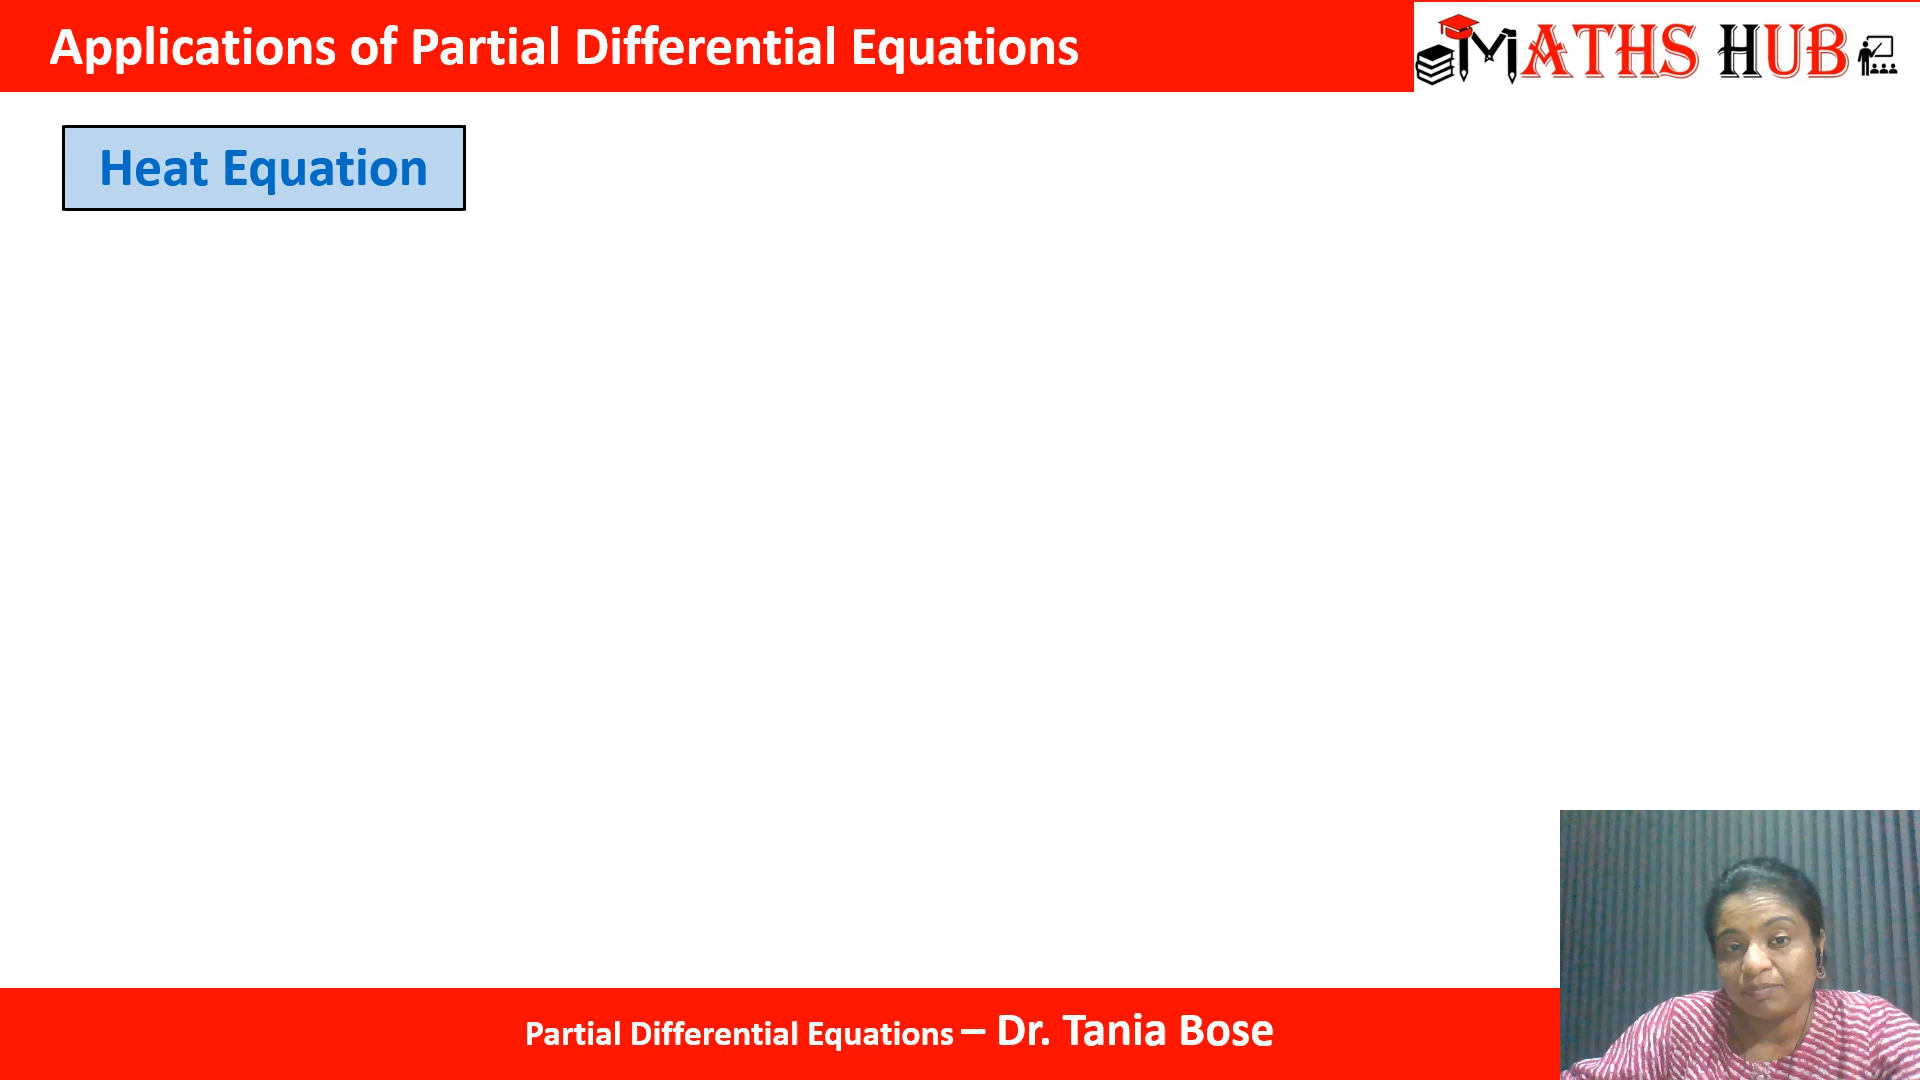 Applications of Partial Differential Equations
MATHS HUB
Heat Equation
Partial Differential Equations – Dr. Tania Bose